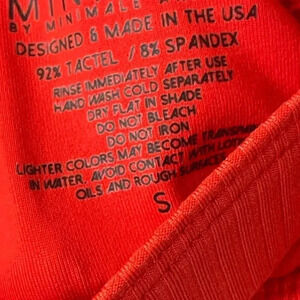 BY MINIMALE
DESIGNED & MADE IN THE USA
92% TACTEL / 8% SPANDEX
RINSE IMMEDIATELY AFTER USE
HAND WASH COLD SEPARATELY
DRY FLAT IN SHADE
DO NOT BLEACH
DO NOT IRON
LIGHTER COLORS MAY BECOME
IN WATER. AVOID CONTACT WITH
OILS AND ROUGH SURFACES
S